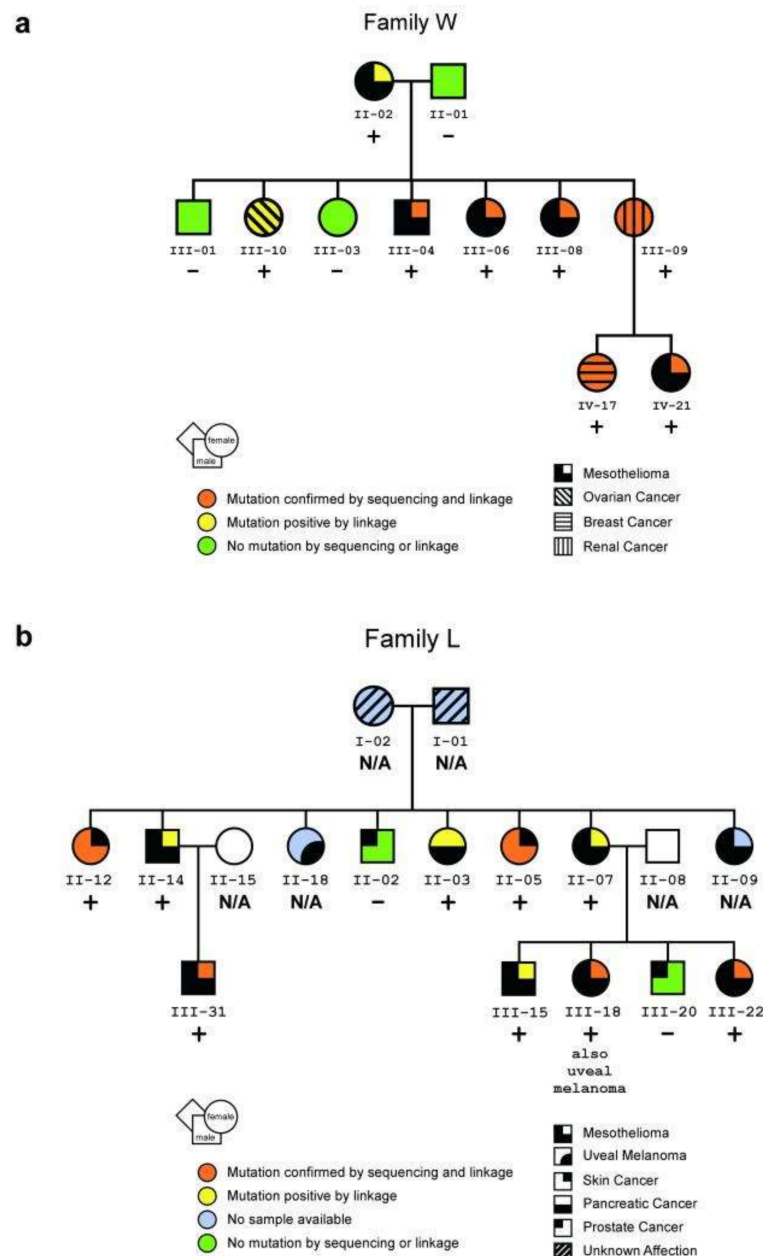 a
Family W
II-02 II-01
+ −
III-01 III-10 III-03 III-04 III-06 III-08 III-09
− + − + + + +
IV-17 IV-21
+ +
female
male
Mutation confirmed by sequencing and linkage
Mutation positive by linkage
No mutation by sequencing or linkage
Mesothelioma
Ovarian Cancer
Breast Cancer
Renal Cancer
b
Family L
I-02 I-01
N/A N/A
II-12 II-14 II-15 II-18 II-02 II-03 II-05 II-07 II-08 II-09
+ + N/A N/A − + + + N/A N/A
III-31 III-15 III-18 III-20 III-22
+ + + − +
also
uveal
melanoma
female
male
Mutation confirmed by sequencing and linkage
Mutation positive by linkage
No sample available
No mutation by sequencing or linkage
Mesothelioma
Uveal Melanoma
Skin Cancer
Pancreatic Cancer
Prostate Cancer
Unknown Affection